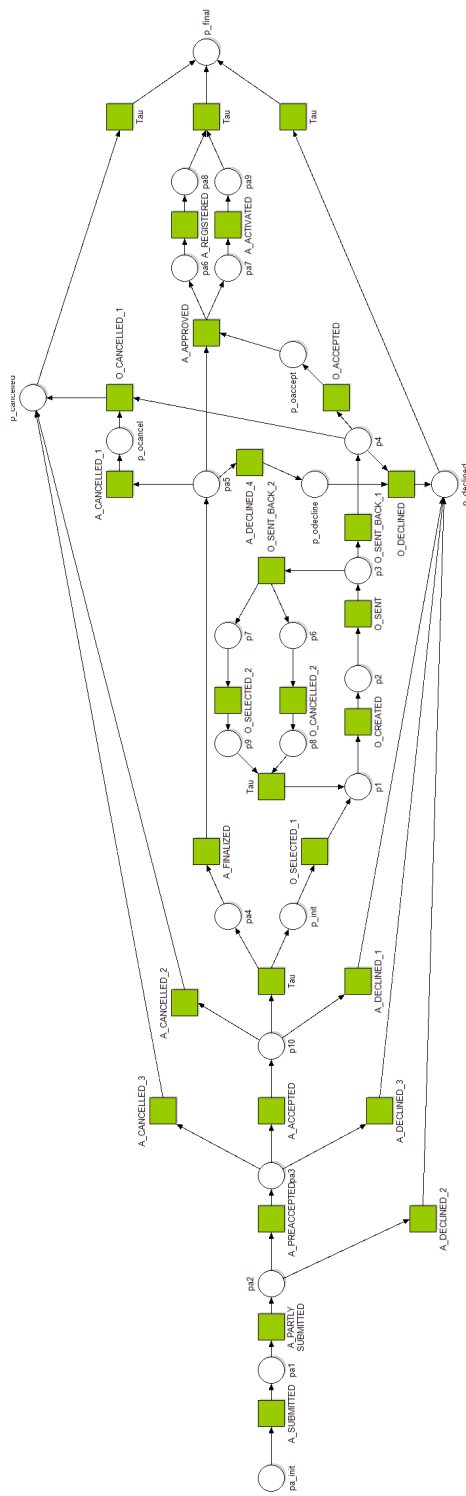 p_final
Tau
Tau
Tau
pa8
pa9
A_REGISTERED
A_ACTIVATED
pa6
pa7
A_APPROVED
p_cancelled
O_CANCELLED_1
p_ocancel
A_CANCELLED_1
p_oaccept
O_ACCEPTED
p4
pa5
A_DECLINED_4
p_odecline
O_DECLINED
p_declined
O_SENT_BACK_2
O_SENT_BACK_1
p3
O_SENT
p7
p6
O_SELECTED_2
O_CANCELLED_2
p2
O_CREATED
p9
p8
Tau
p1
A_FINALIZED
O_SELECTED_1
pa4
p_init
Tau
A_CANCELLED_2
A_DECLINED_1
p10
A_CANCELLED_3
A_ACCEPTED
A_DECLINED_3
pa3
A_PREACCEPTED
A_DECLINED_2
pa2
A_PARTLY
SUBMITTED
pa1
A_SUBMITTED
pa_init